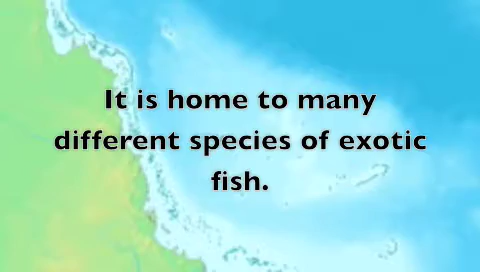 It is home to many
different species of exotic
fish.